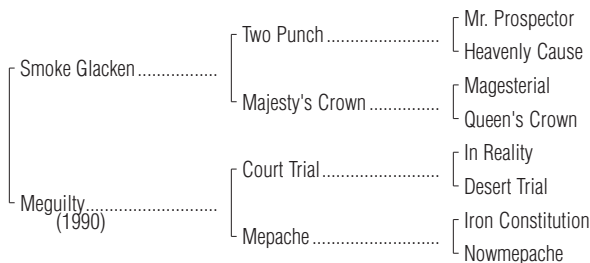 Mr. Prospector
Two Punch ........................
Heavenly Cause
Smoke Glacken .................
Magesterial
Majesty's Crown ...............
Queen's Crown
In Reality
Court Trial .........................
Desert Trial
Meguilty ............................
(1990)
Iron Constitution
Mepache ...........................
Nowmepache